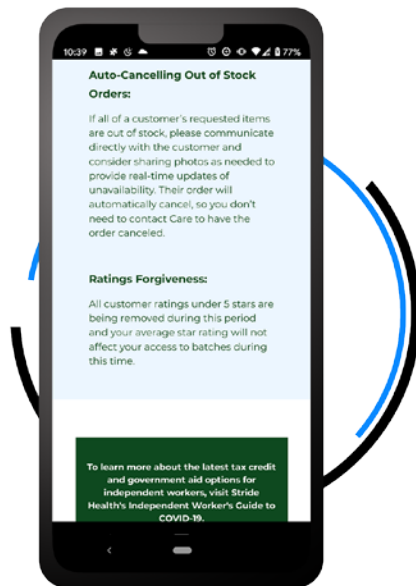 10:39 77%
Auto-Cancelling Out of Stock
Orders:
If all of a customer's requested items
are out of stock, please communicate
directly with the customer and
consider sharing photos as needed to
provide real-time updates of
unavailability. Their order will
automatically cancel, so you don't
need to contact Care to have the
order canceled.
Ratings Forgiveness:
All customer ratings under 5 stars are
being removed during this period
and your average star rating will not
affect your access to batches during
this time.
To learn more about the latest tax credit
and government aid options for
independent workers, visit Stride
Health's Independent Worker's Guide to
COVID-19.